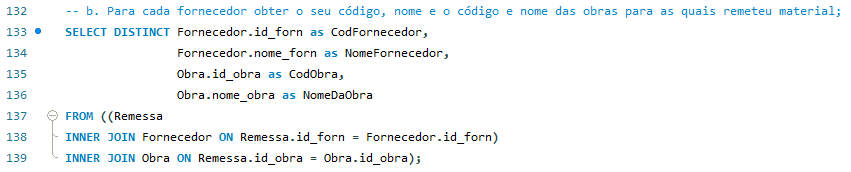 132 -- b. Para cada fornecedor obter o seu código, nome e o código e nome das obras para as quais remeteu material;
133 SELECT DISTINCT Fornecedor.id_forn as CodFornecedor,
134 Fornecedor.nome_forn as NomeFornecedor,
135 Obra.id_obra as CodObra,
136 Obra.nome_obra as NomeDaObra
137 FROM ((Remessa
138 INNER JOIN Fornecedor ON Remessa.id_forn = Fornecedor.id_forn)
139 INNER JOIN Obra ON Remessa.id_obra = Obra.id_obra);